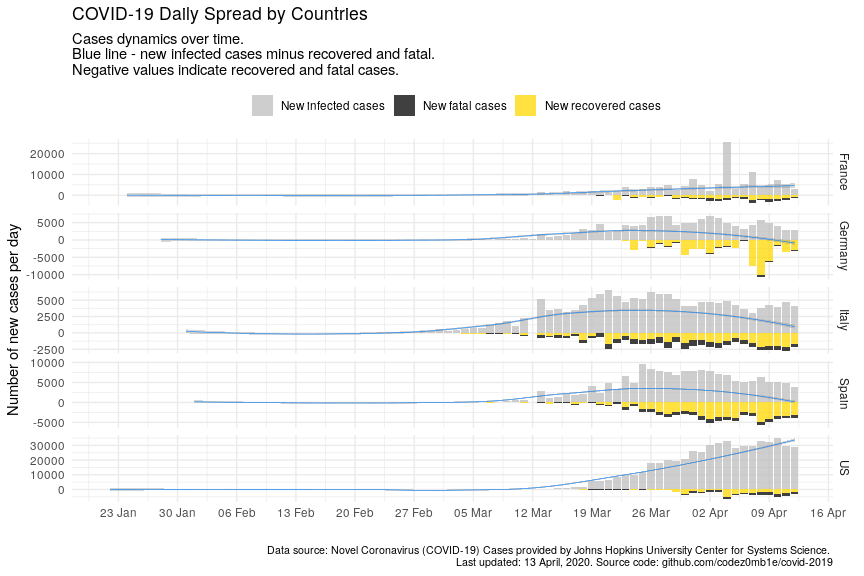 COVID-19 Daily Spread by Countries
Cases dynamics over time.
Blue line - new infected cases minus recovered and fatal.
Negative values indicate recovered and fatal cases.
New infected cases New fatal cases New recovered cases
Number of new cases per day
20000
10000
0
France
5000
0
-5000
-10000
Germany
5000
2500
0
-2500
Italy
10000
5000
0
-5000
Spain
30000
20000
10000
0
US
23 Jan 30 Jan 06 Feb 13 Feb 20 Feb 27 Feb 05 Mar 12 Mar 19 Mar 26 Mar 02 Apr 09 Apr 16 Apr
Data source: Novel Coronavirus (COVID-19) Cases provided by Johns Hopkins University Center for Systems Science.
Last updated: 13 April, 2020. Source code: github.com/codez0mb1e/covid-2019